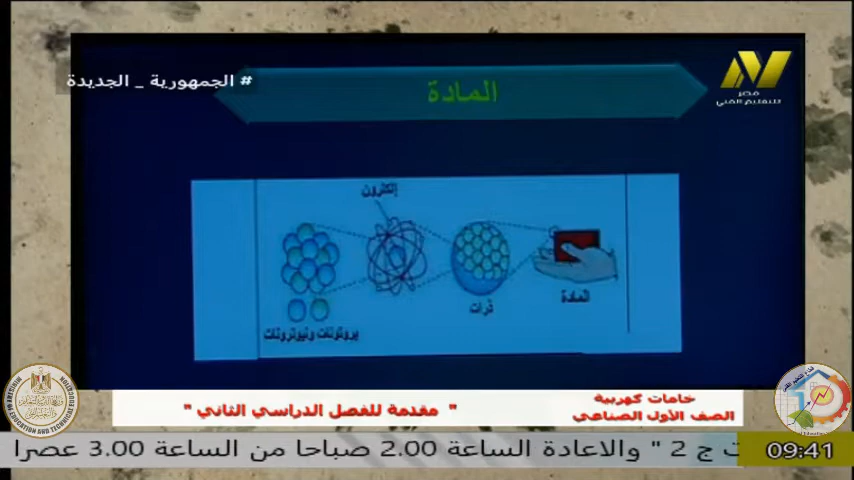 # الجمهورية _ الجديدة
المادة
مصر
للتعليم الفني
إلكترون
المادة
ذرات
بروتونات ونيوترونات
خامات كهربية
الصف الأول الصناعي
" مقدمة للفصل الدراسي الثاني "
ت ج 2 " والاعادة الساعة 2.00 صباحا من الساعة 3.00 عصرا
09:41